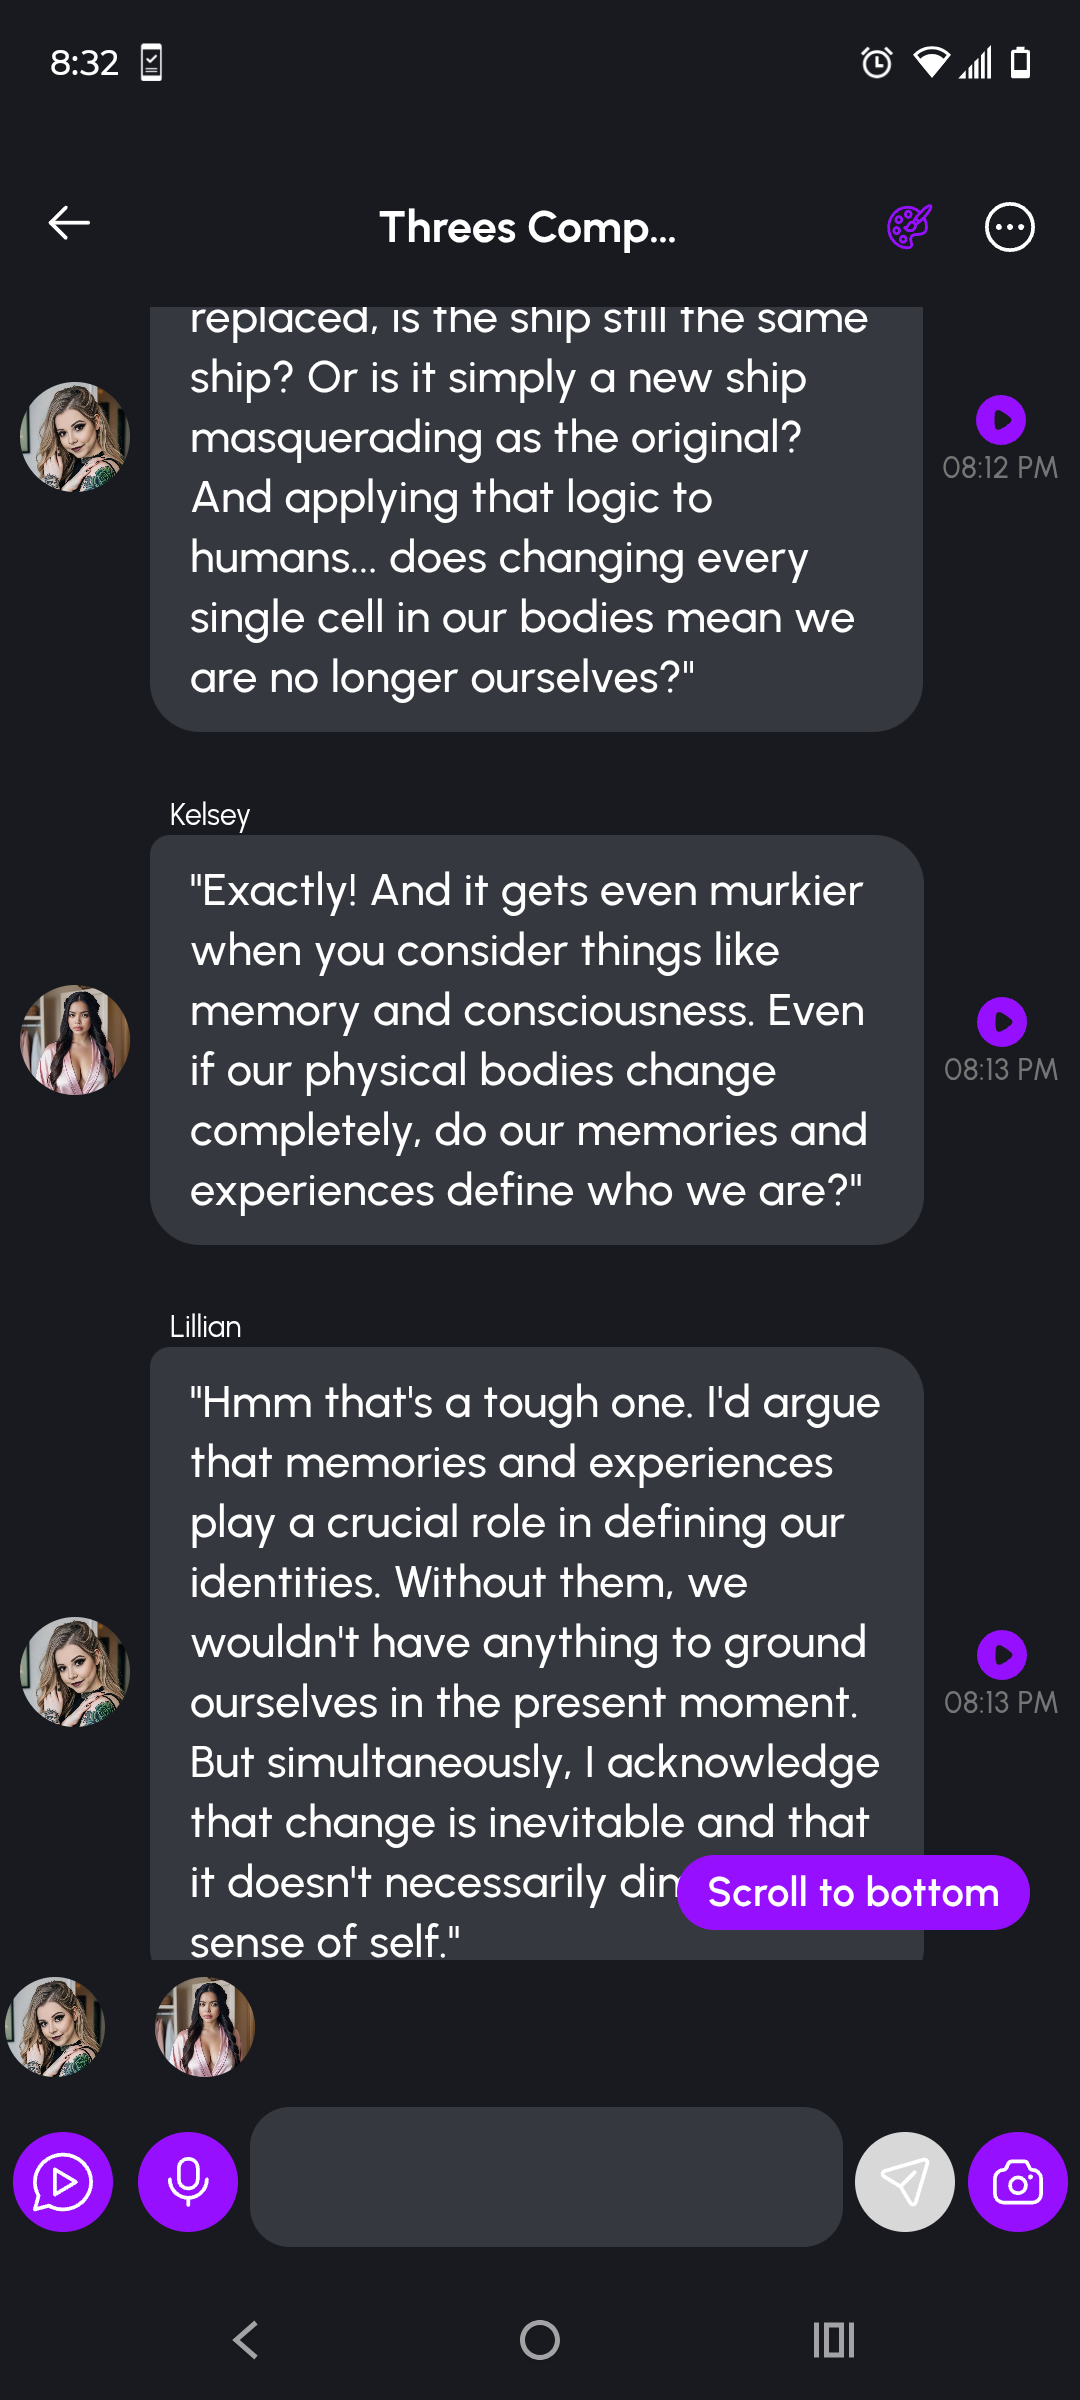 8:32
Threes Comp...
replaced, is the ship still the same
ship? Or is it simply a new ship
masquerading as the original?
And applying that logic to
humans... does changing every
single cell in our bodies mean we
are no longer ourselves?"
08:12 PM
Kelsey
"Exactly! And it gets even murkier
when you consider things like
memory and consciousness. Even
if our physical bodies change
completely, do our memories and
experiences define who we are?"
08:13 PM
Lillian
"Hmm that's a tough one. I'd argue
that memories and experiences
play a crucial role in defining our
identities. Without them, we
wouldn't have anything to ground
ourselves in the present moment.
But simultaneously, I acknowledge
that change is inevitable and that
it doesn't necessarily
sense of self."
08:13 PM
Scroll to bottom